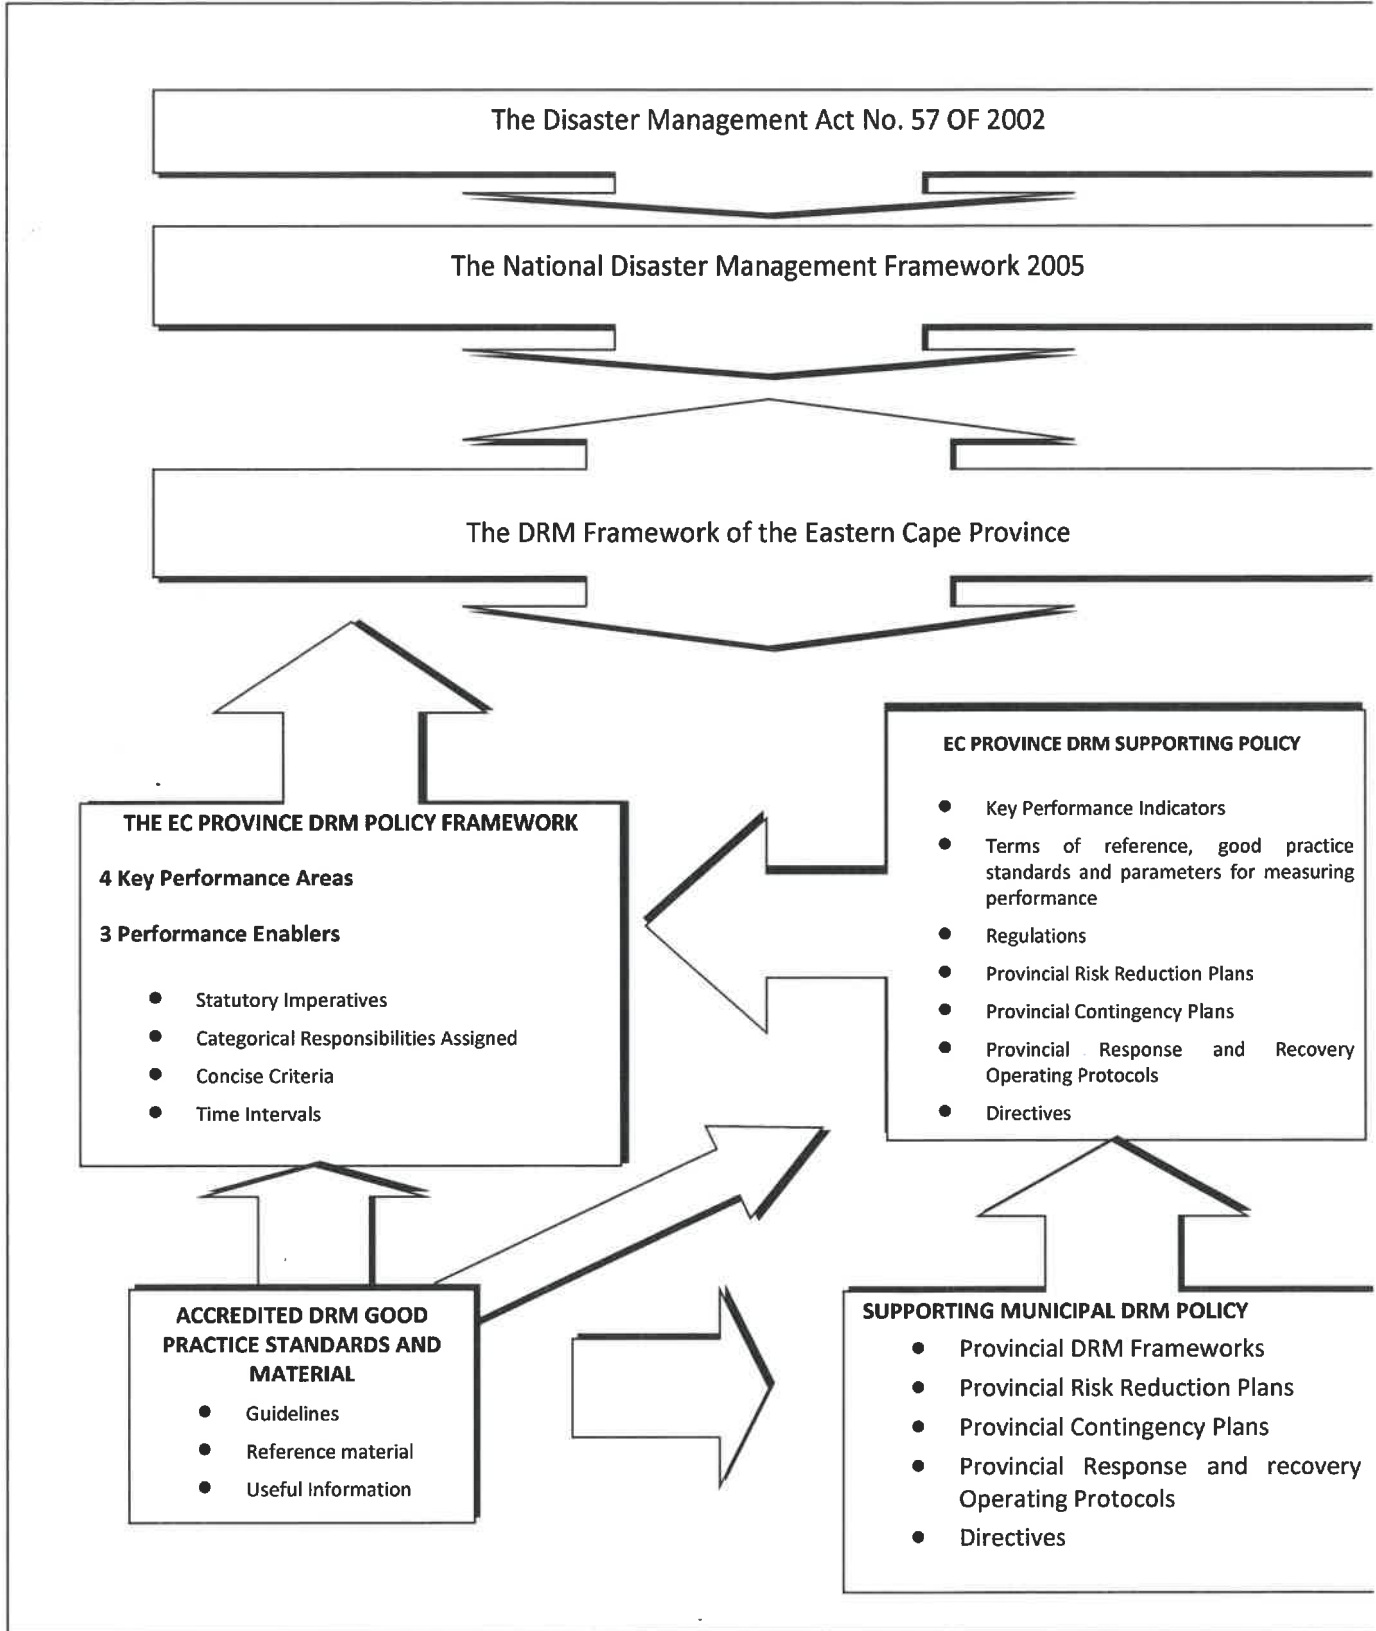 The Disaster Management Act No. 57 OF 2002
The National Disaster Management Framework 2005
The DRM Framework of the Eastern Cape Province
THE EC PROVINCE DRM POLICY FRAMEWORK
4 Key Performance Areas
3 Performance Enablers
● Statutory Imperatives
● Categorical Responsibilities Assigned
● Concise Criteria
● Time Intervals
EC PROVINCE DRM SUPPORTING POLICY
● Key Performance Indicators
● Terms of reference, good practice
standards and parameters for measuring
performance
● Regulations
● Provincial Risk Reduction Plans
● Provincial Contingency Plans
● Provincial Response and Recovery
Operating Protocols
● Directives
ACCREDITED DRM GOOD
PRACTICE STANDARDS AND
MATERIAL
● Guidelines
● Reference material
● Useful Information
SUPPORTING MUNICIPAL DRM POLICY
● Provincial DRM Frameworks
● Provincial Risk Reduction Plans
● Provincial Contingency Plans
● Provincial Response and recovery
Operating Protocols
● Directives